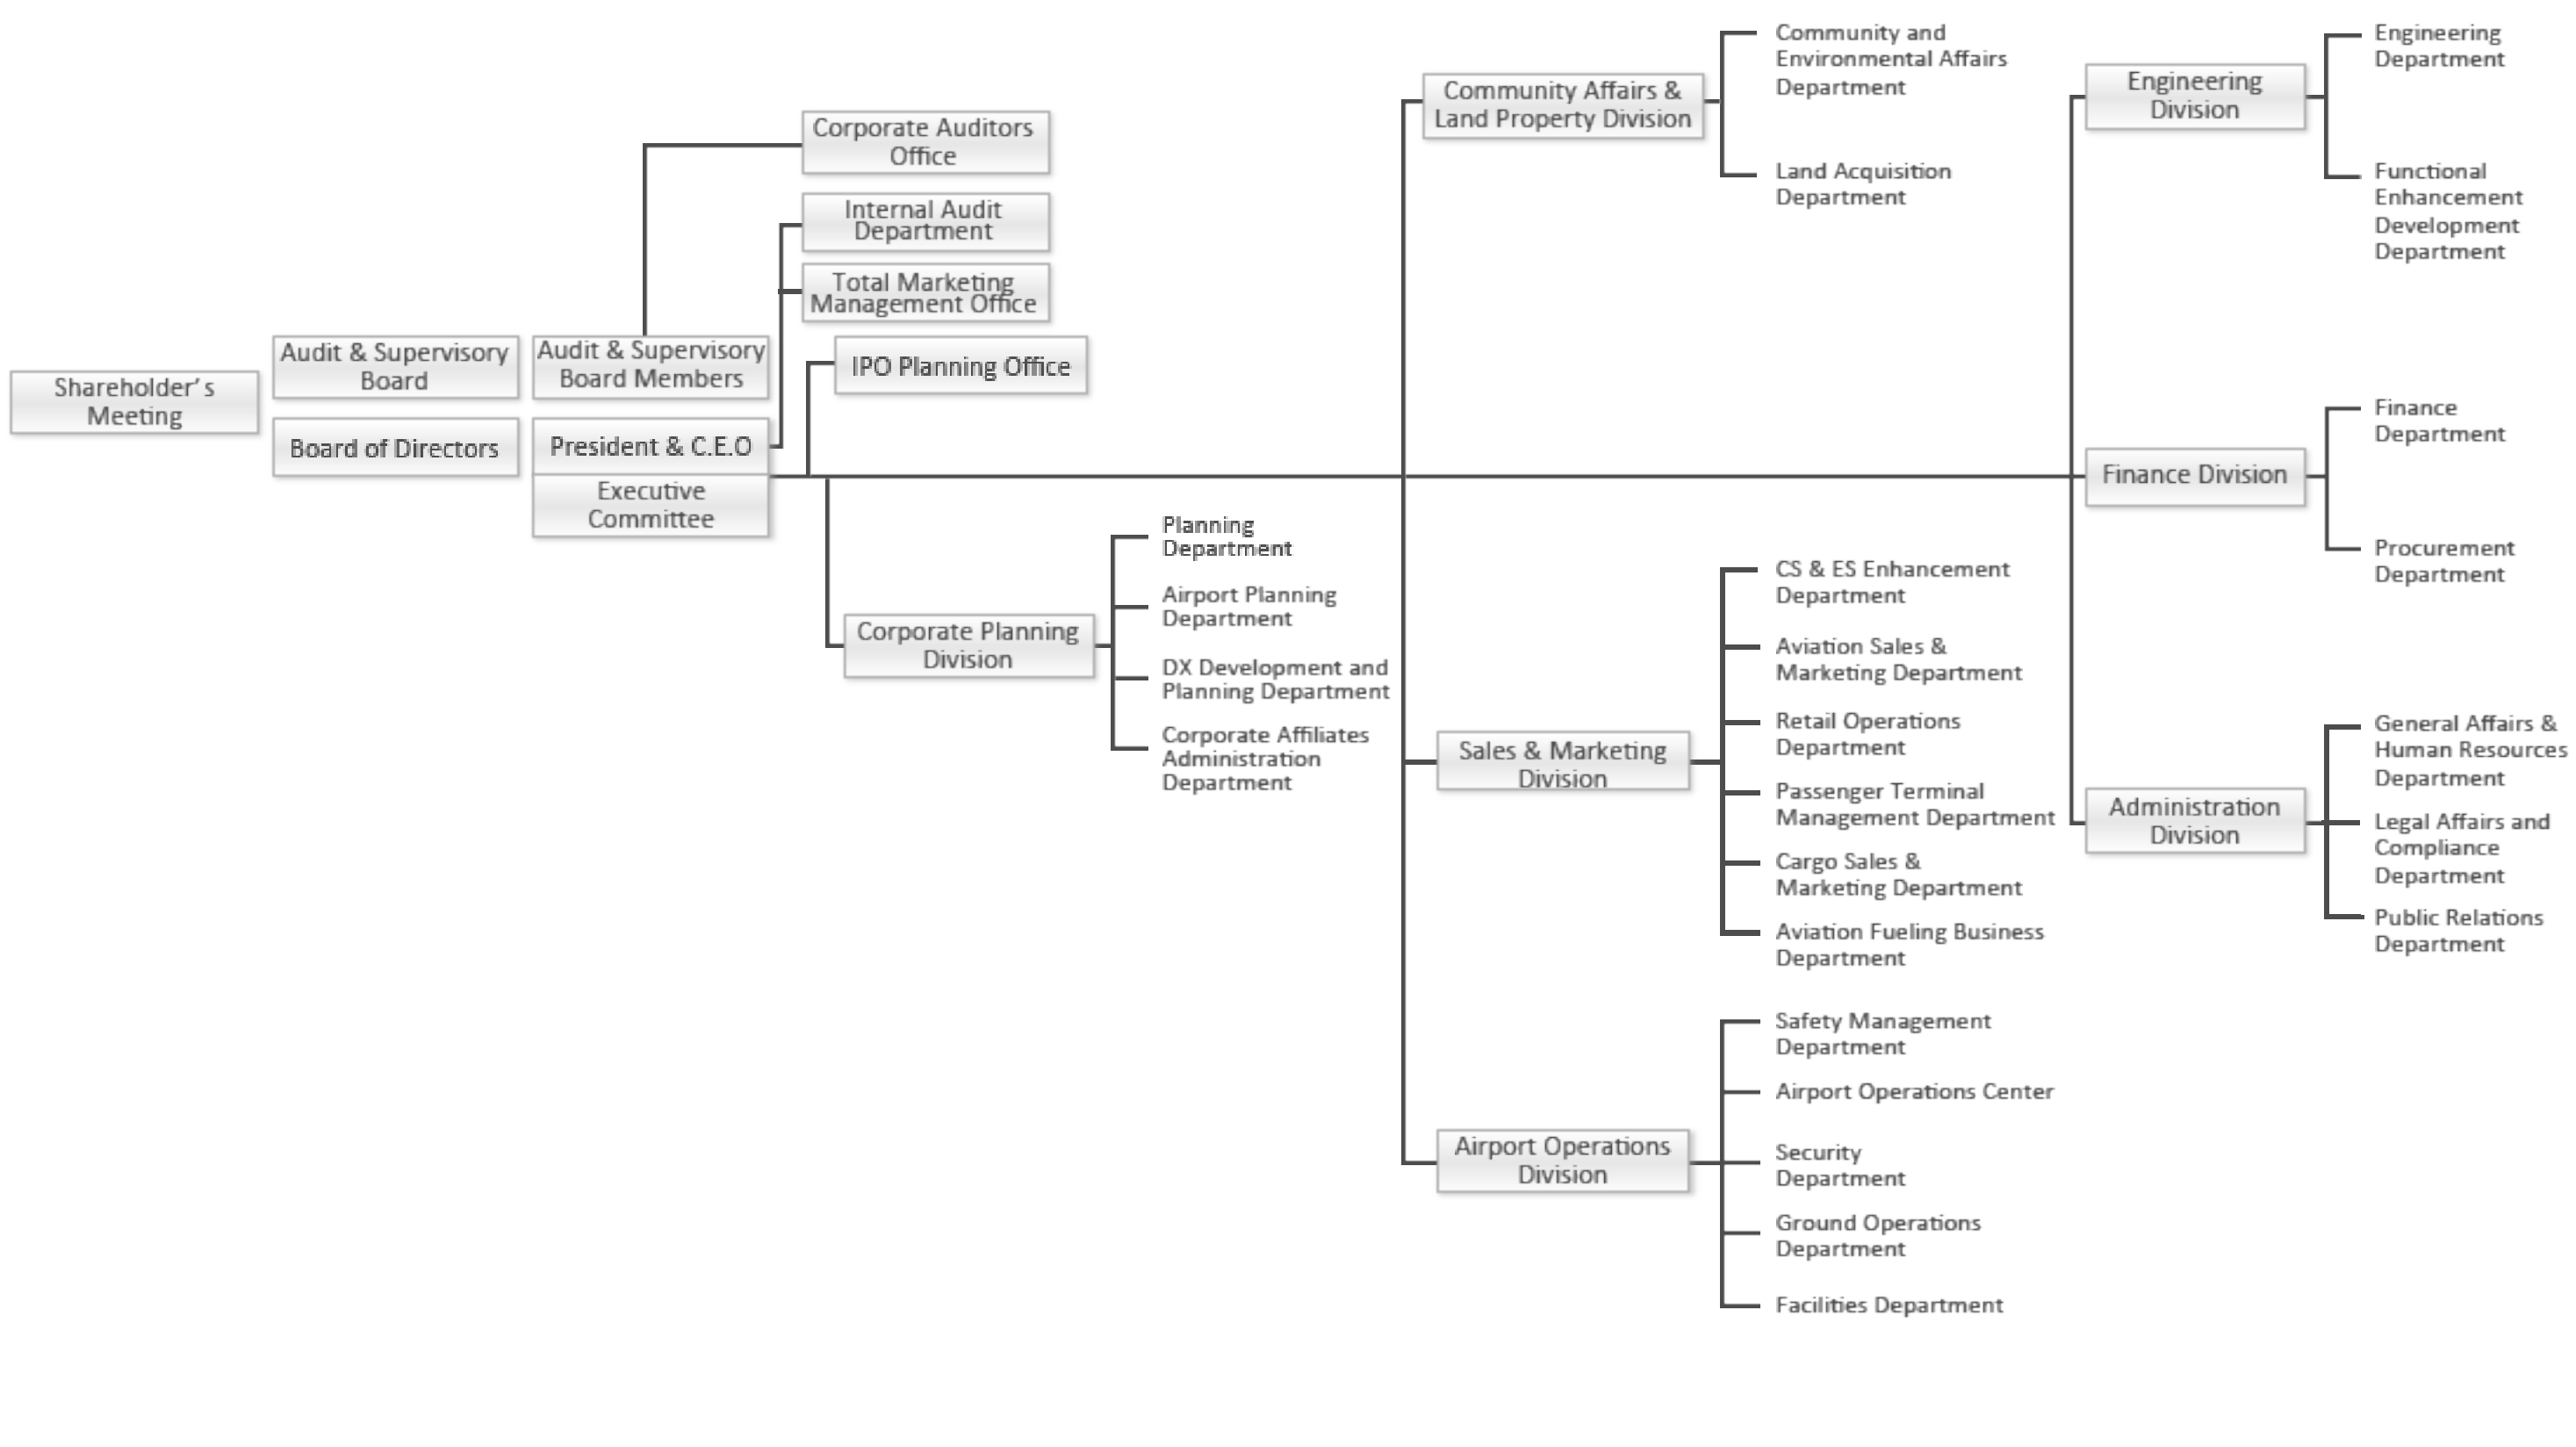 Shareholder’s
Meeting
Audit & Supervisory
Board
Board of Directors
Audit & Supervisory
Board Members
President & C.E.O
Executive
Committee
Corporate Auditors
Office
Internal Audit
Department
Total Marketing
Management Office
IPO Planning Office
Corporate Planning
Division
Planning
Department
Airport Planning
Department
DX Development and
Planning Department
Corporate Affiliates
Administration
Department
Community Affairs &
Land Property Division
Community and
Environmental Affairs
Department
Land Acquisition
Department
Sales & Marketing
Division
CS & ES Enhancement
Department
Aviation Sales &
Marketing Department
Retail Operations
Department
Passenger Terminal
Management Department
Cargo Sales &
Marketing Department
Aviation Fueling Business
Department
Airport Operations
Division
Safety Management
Department
Airport Operations Center
Security
Department
Ground Operations
Department
Facilities Department
Engineering
Division
Engineering
Department
Functional
Enhancement
Development
Department
Finance Division
Finance
Department
Procurement
Department
Administration
Division
General Affairs &
Human Resources
Department
Legal Affairs and
Compliance
Department
Public Relations
Department